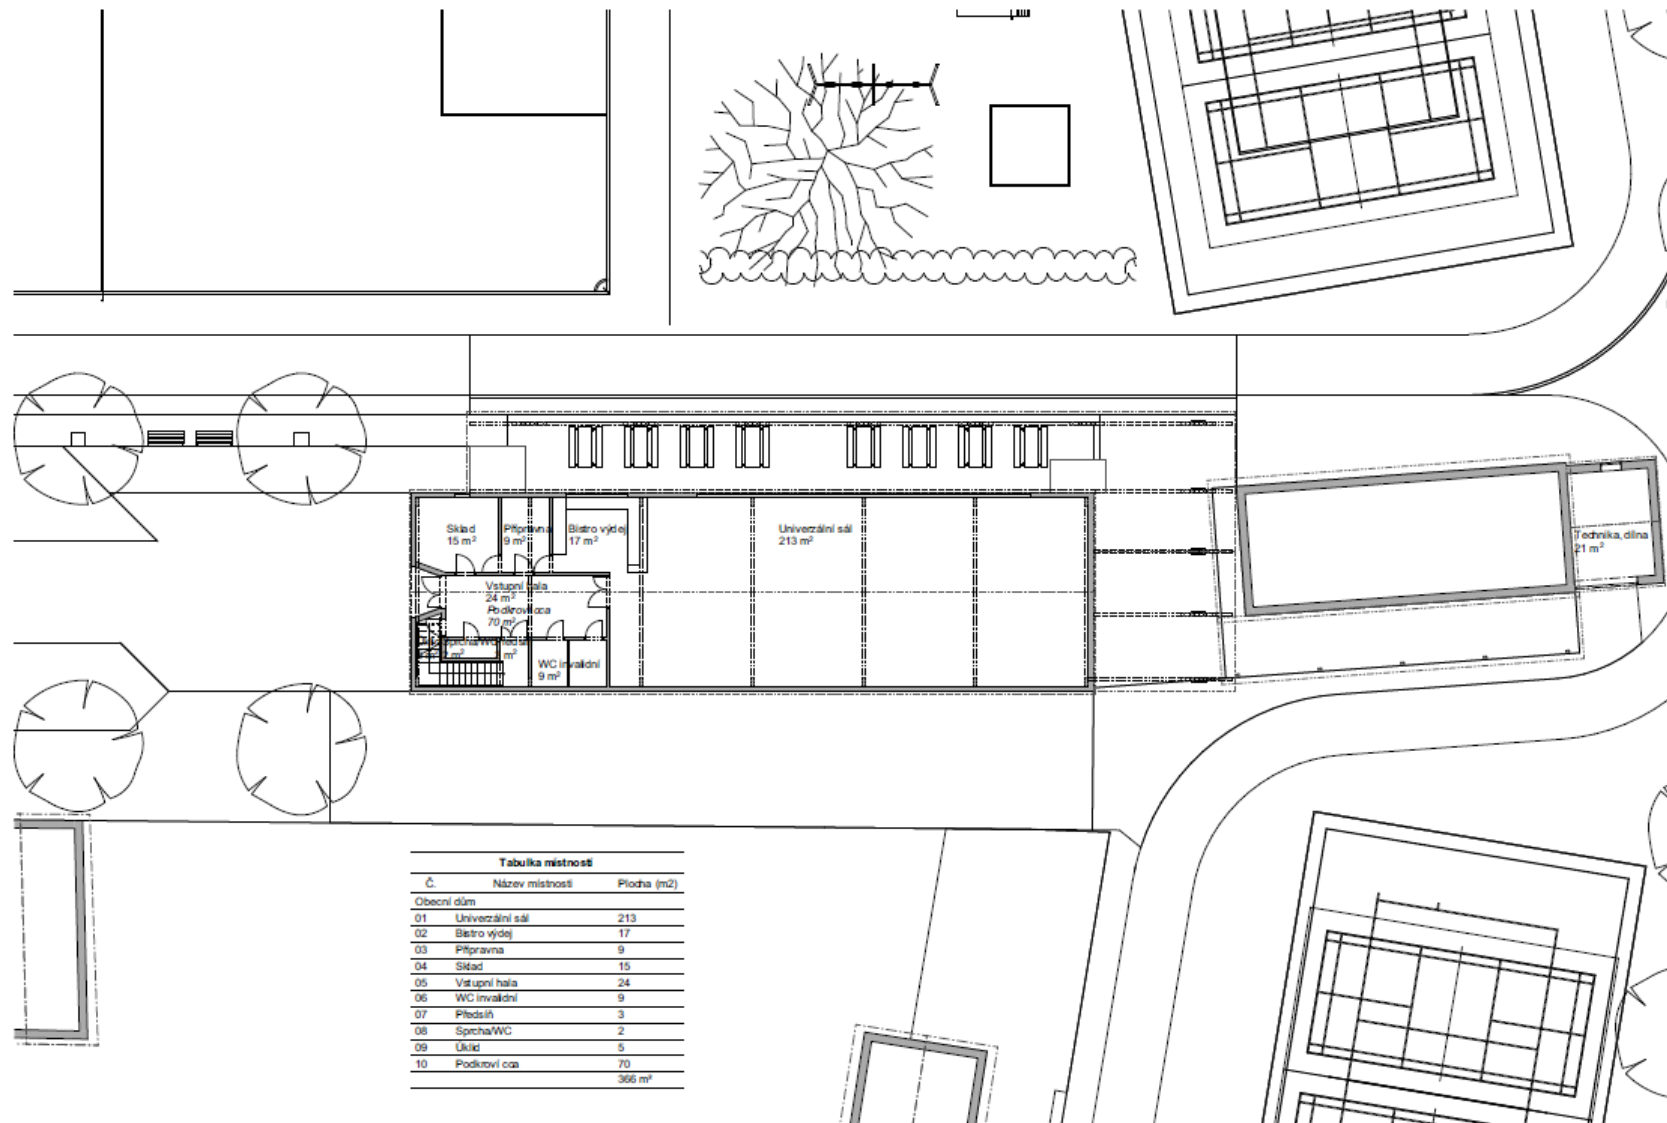 Sklad
15 m²
Přípravna
9 m²
Bistro výdej
17 m²
Univerzální sál
213 m²
Technika, dílna
21 m²
Vstupní hala
24 m²
Podkroví cca
70 m²
Sprcha/WC
WC invalidní
9 m²
Tabulka místností
Č. Název místnosti Plocha (m2)
Obecní dům
01 Univerzální sál 213
02 Bistro výdej 17
03 Přípravna 9
04 Sklad 15
05 Vstupní hala 24
06 WC invalidní 9
07 Předsíň 3
08 Sprcha/WC 2
09 Úklid 5
10 Podkroví cca 70
366 m²